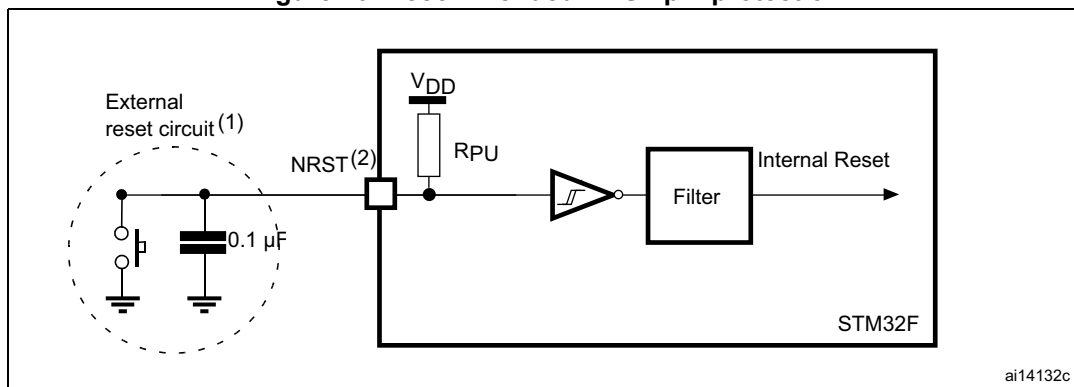 External
reset circuit(1)
NRST(2)
VDD
RPU
0.1 µF
Filter
Internal Reset
STM32F
ai14132c